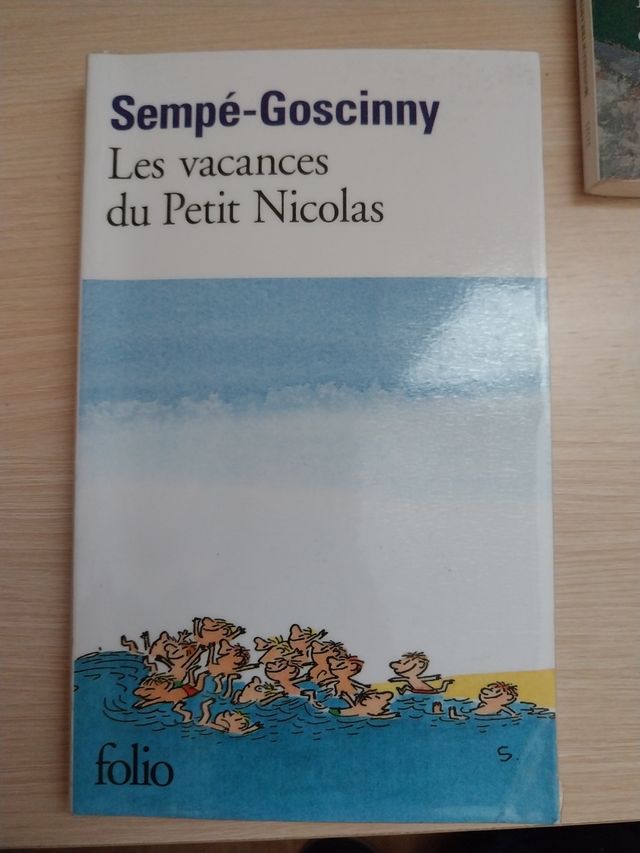 Sempé-Goscinny
Les vacances
du Petit Nicolas
S.
folio